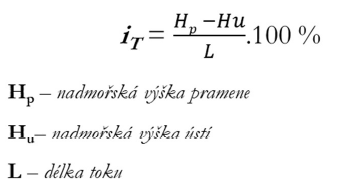 i_T = (H_p − Hu) / L . 100 %
H_p – nadmořská výška pramene
H_u– nadmořská výška ústí
L – délka toku